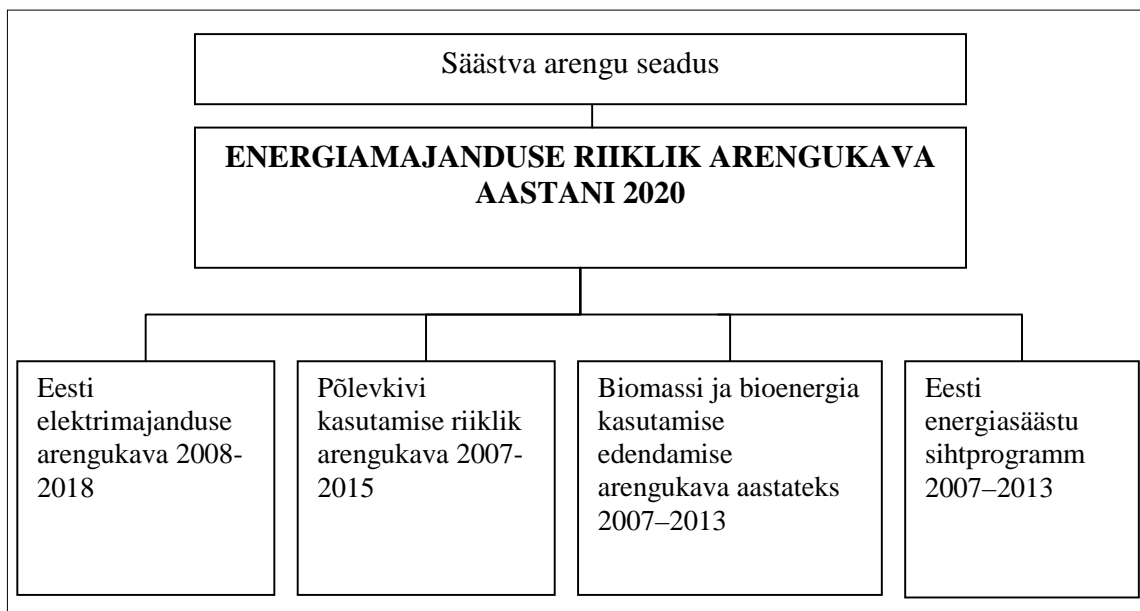 Säästva arengu seadus
ENERGIAMAJANDUSE RIIKLIK ARENGUKAVA
AASTANI 2020
Eesti
elektrimajanduse
arengukava 2008-
2018
Põlevkivi
kasutamise riiklik
arengukava 2007-
2015
Biomassi ja bioenergia
kasutamise
edendamise
arengukava aastateks
2007–2013
Eesti
energiasäästu
sihtprogramm
2007–2013